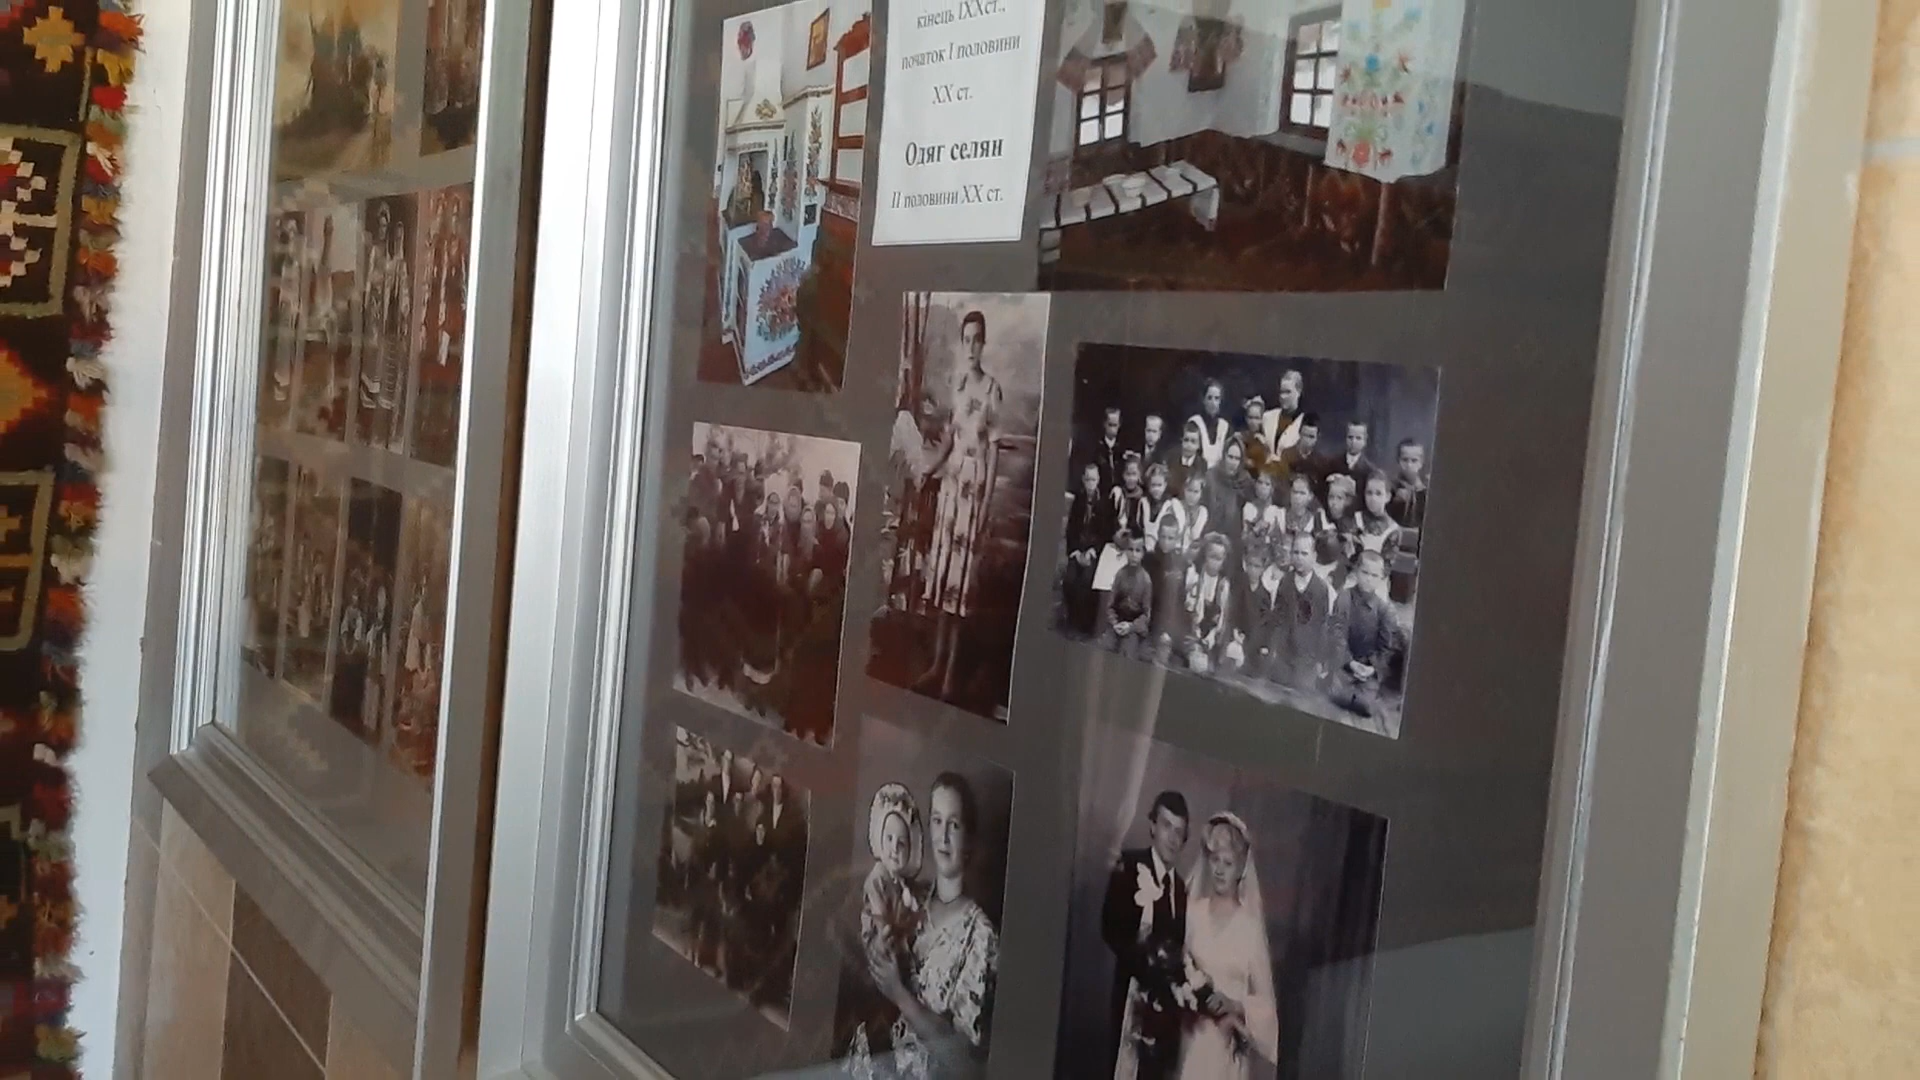 кінець ІХХст.,
початок І половини
ХХ ст.
Одяг селян
ІІ половини ХХ ст.